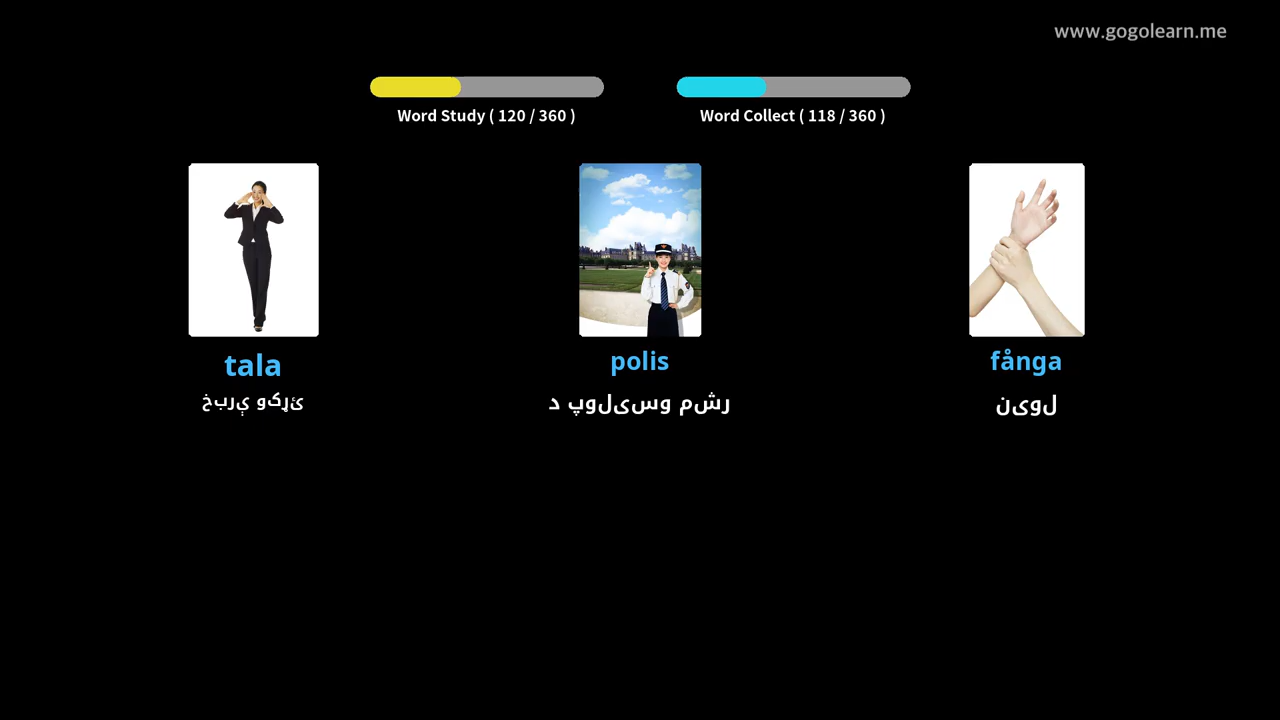 www.gogolearn.me
Word Study ( 120 / 360 )
Word Collect ( 118 / 360 )
tala
polis
fånga
خبرې وکړئ
د پولیسو مشر
نیول